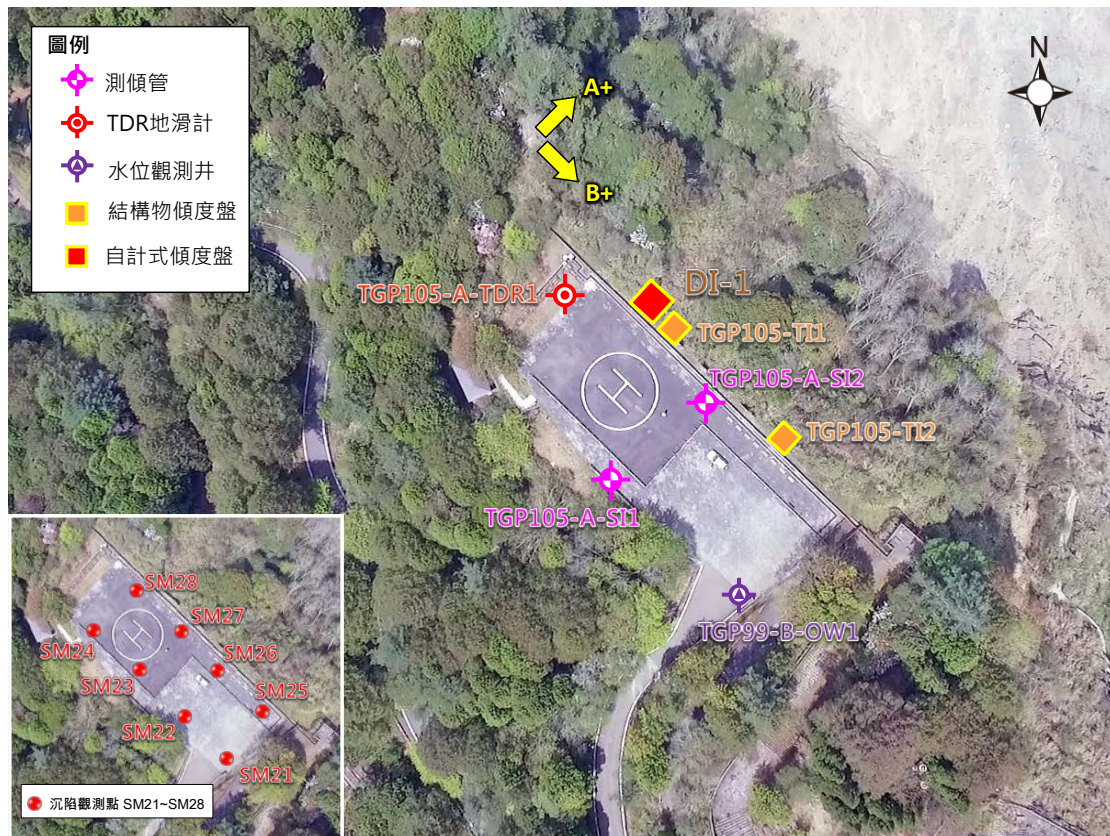 圖例
測傾管
TDR地滑計
水位觀測井
結構物傾度盤
自計式傾度盤
N
A+
B+
DI-1
TGP105-A-TDR1
TGP105-TI1
TGP105-A-SI2
TGP105-TI2
H
TGP105-A-SI1
TGP99-B-OW1
SM28
SM27
SM24
H
SM26
SM23
SM25
SM22
SM21
沉陷觀測點 SM21~SM28